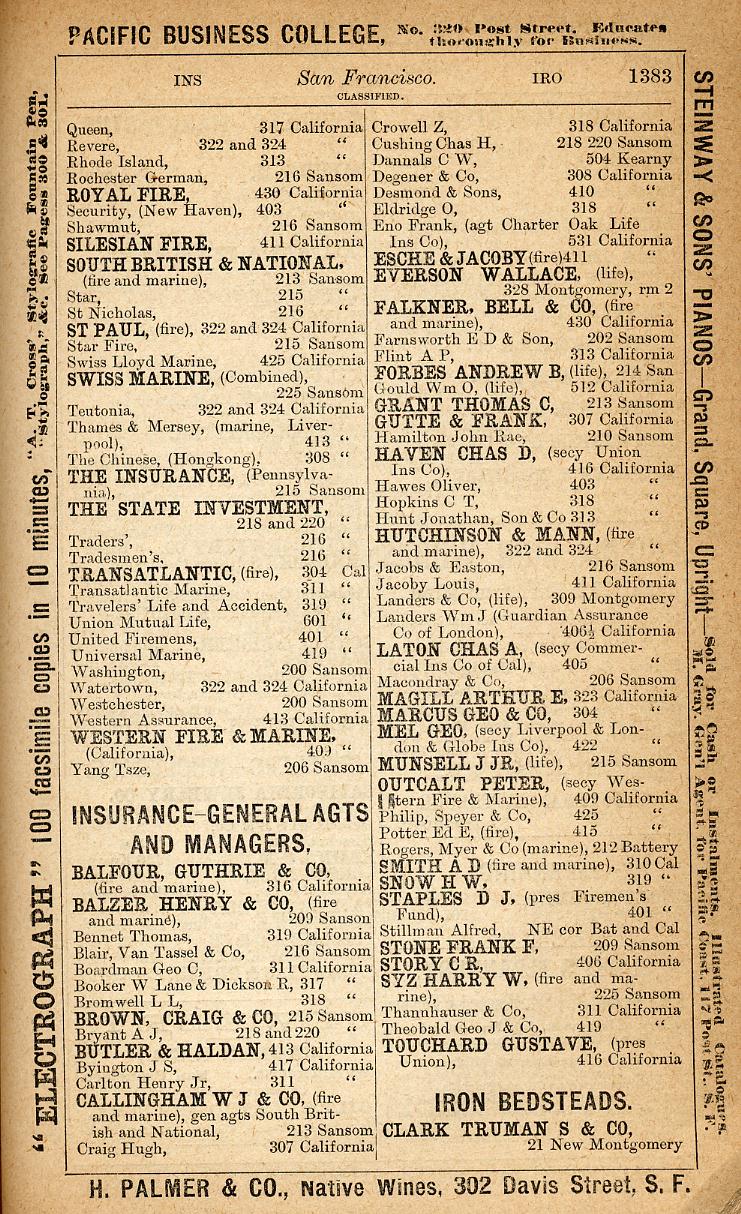 PACIFIC BUSINESS COLLEGE, No. 320 Post Street. Educates thoroughly for Business.
INS San Francisco. IRO 1383
CLASSIFIED.
Queen, 317 California
Revere, 322 and 324 "
Rhode Island, 313 "
Rochester German, 216 Sansom
ROYAL FIRE, 430 California
Security, (New Haven), 403 "
Shawmut, 216 Sansom
SILESIAN FIRE, 411 California
SOUTH BRITISH & NATIONAL,
(fire and marine), 213 Sansom
Star, 215 "
St Nicholas, 216 "
ST PAUL, (fire), 322 and 324 California
Star Fire, 215 Sansom
Swiss Lloyd Marine, 425 California
SWISS MARINE, (Combined),
225 Sansom
Teutonia, 322 and 324 California
Thames & Mersey, (marine, Liver-
pool), 413 "
The Chinese, (Hongkong), 308 "
THE INSURANCE, (Pennsylva-
nia), 215 Sansom
THE STATE INVESTMENT,
218 and 220 "
Traders', 216 "
Tradesmen's, 216 "
TRANSATLANTIC, (fire), 304 Cal
Transatlantic Marine, 311 "
Travelers' Life and Accident, 319 "
Union Mutual Life, 601 "
United Firemens, 401 "
Universal Marine, 419 "
Washington, 200 Sansom
Watertown, 322 and 324 California
Westchester, 200 Sansom
Western Assurance, 413 California
WESTERN FIRE & MARINE,
(California), 409 "
Yang Tsze, 206 Sansom
INSURANCE-GENERAL AGTS
AND MANAGERS,
BALFOUR, GUTHRIE & CO,
(fire and marine), 316 California
BALZER HENRY & CO, (fire
and marine), 209 Sanson
Bennet Thomas, 319 California
Blair, Van Tassel & Co, 216 Sansom
Boardman Geo C, 311 California
Booker W Lane & Dickson R, 317 "
Bromwell L L, 318 "
BROWN, CRAIG & CO, 215 Sansom
Bryant A J, 218 and 220 "
BUTLER & HALDAN, 413 California
Byington J S, 417 California
Carlton Henry Jr, 311 "
CALLINGHAM W J & CO, (fire
and marine), gen agts South Brit-
ish and National, 213 Sansom
Craig Hugh, 307 California
Crowell Z, 318 California
Cushing Chas H, 218 220 Sansom
Dannals C W, 504 Kearny
Degener & Co, 308 California
Desmond & Sons, 410 "
Eldridge O, 318 "
Eno Frank, (agt Charter Oak Life
Ins Co), 531 California
ESCHE & JACOBY (fire) 411 "
EVERSON WALLACE, (life),
328 Montgomery, rm 2
FALKNER, BELL & CO, (fire
and marine), 430 California
Farnsworth E D & Son, 202 Sansom
Flint A P, 313 California
FORBES ANDREW B, (life), 214 San
Gould Wm O, (life), 512 California
GRANT THOMAS C, 213 Sansom
GUTTE & FRANK, 307 California
Hamilton John Rae, 210 Sansom
HAVEN CHAS D, (secy Union
Ins Co), 416 California
Hawes Oliver, 403 "
Hopkins C T, 318 "
Hunt Jonathan, Son & Co 313 "
HUTCHINSON & MANN, (fire
and marine), 322 and 324 "
Jacobs & Easton, 216 Sansom
Jacoby Louis, 411 California
Landers & Co, (life), 309 Montgomery
Landers Wm J (Guardian Assurance
Co of London), 406½ California
LATON CHAS A, (secy Commer-
cial Ins Co of Cal), 405 "
Macondray & Co, 206 Sansom
MAGILL ARTHUR E, 323 California
MARCUS GEO & CO, 304 "
MEL GEO, (secy Liverpool & Lon-
don & Globe Ins Co), 422 "
MUNSELL J JR, (life), 215 Sansom
OUTCALT PETER, (secy Wes-
tern Fire & Marine), 409 California
Philip, Speyer & Co, 425 "
Potter Ed E, (fire), 415 "
Rogers, Myer & Co (marine), 212 Battery
SMITH A D (fire and marine), 310 Cal
SNOW H W, 319 "
STAPLES D J, (pres Firemen's
Fund), 401 "
Stillman Alfred, NE cor Bat and Cal
STONE FRANK F, 209 Sansom
STORY C R, 406 California
SYZ HARRY W, (fire and ma-
rine), 225 Sansom
Thannhauser & Co, 311 California
Theobald Geo J & Co, 419 "
TOUCHARD GUSTAVE, (pres
Union), 416 California
IRON BEDSTEADS.
CLARK TRUMAN S & CO,
21 New Montgomery
"ELECTROGRAPH" 100 facsimile copies in 10 minutes, "A. T. Cross' Stylografic Fountain Pen,
"Stylograph," &c. See Pagess 300 & 301.
STEINWAY & SONS' PIANOS—Grand, Square, Upright—Sold for Cash or Instalments. Illustrated Catalogues.
M. Gray, Gen'l Agent, for Pacific Coast, 117 Post St., S. F.
H. PALMER & CO., Native Wines, 302 Davis Street, S. F.